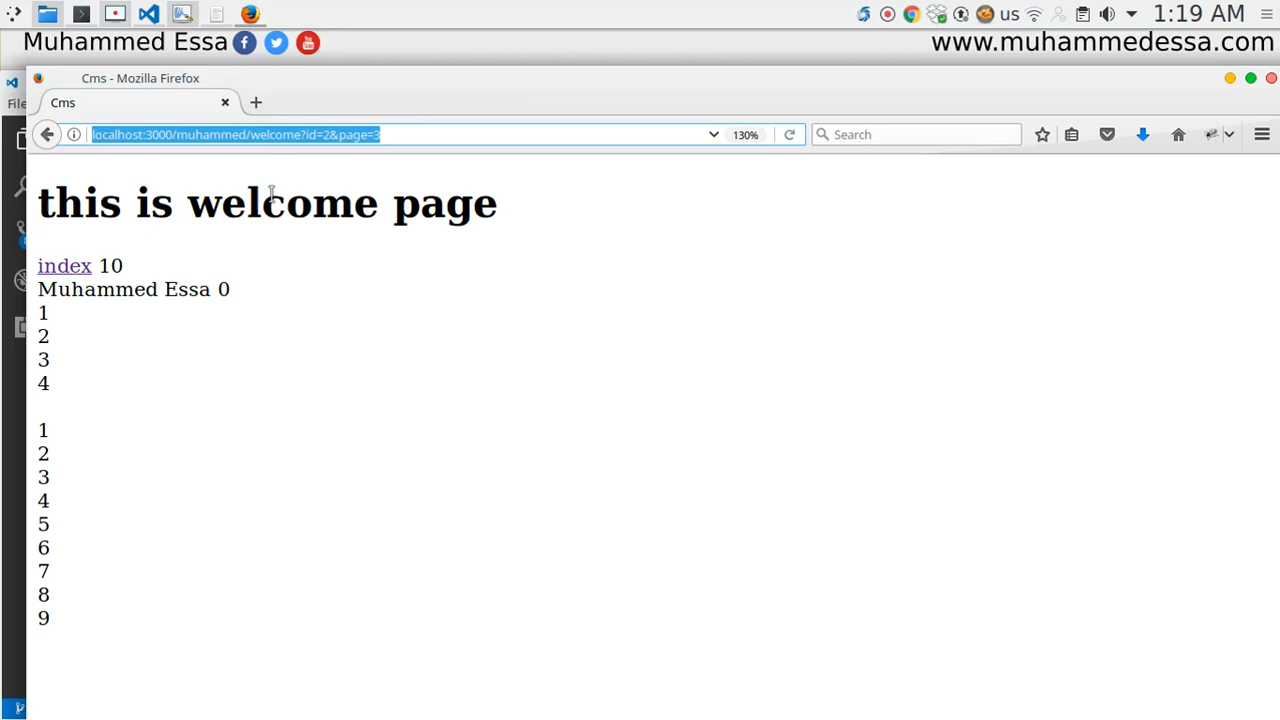 us 1:19 AM
Muhammed Essa www.muhammedessa.com
Cms - Mozilla Firefox
File
Cms
localhost:3000/muhammed/welcome?id=2&page=3 130% Search
this is welcome page
index 10
Muhammed Essa 0
1
2
3
4
1
2
3
4
5
6
7
8
9